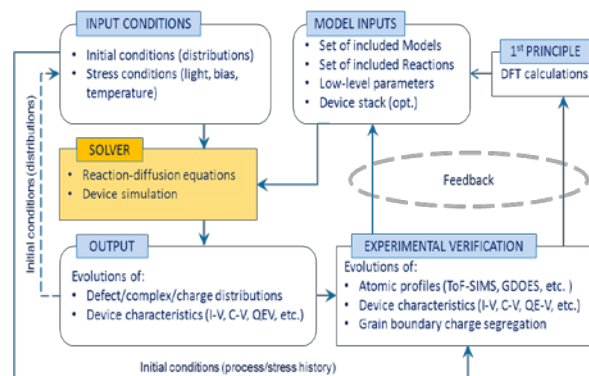 INPUT CONDITIONS
• Initial conditions (distributions)
• Stress conditions (light, bias,
temperature)
MODEL INPUTS
• Set of included Models
• Set of included Reactions
• Low-level parameters
• Device stack (opt.)
1st PRINCIPLE
DFT calculations
Initial conditions (distributions)
SOLVER
• Reaction-diffusion equations
• Device simulation
Feedback
OUTPUT
Evolutions of:
• Defect/complex/charge distributions
• Device characteristics (I-V, C-V, QEV, etc.)
EXPERIMENTAL VERIFICATION
Evolutions of:
• Atomic profiles (ToF-SIMS, GDOES, etc. )
• Device characteristics (I-V, C-V, QE-V, etc.)
• Grain boundary charge segregation
Initial conditions (process/stress history)